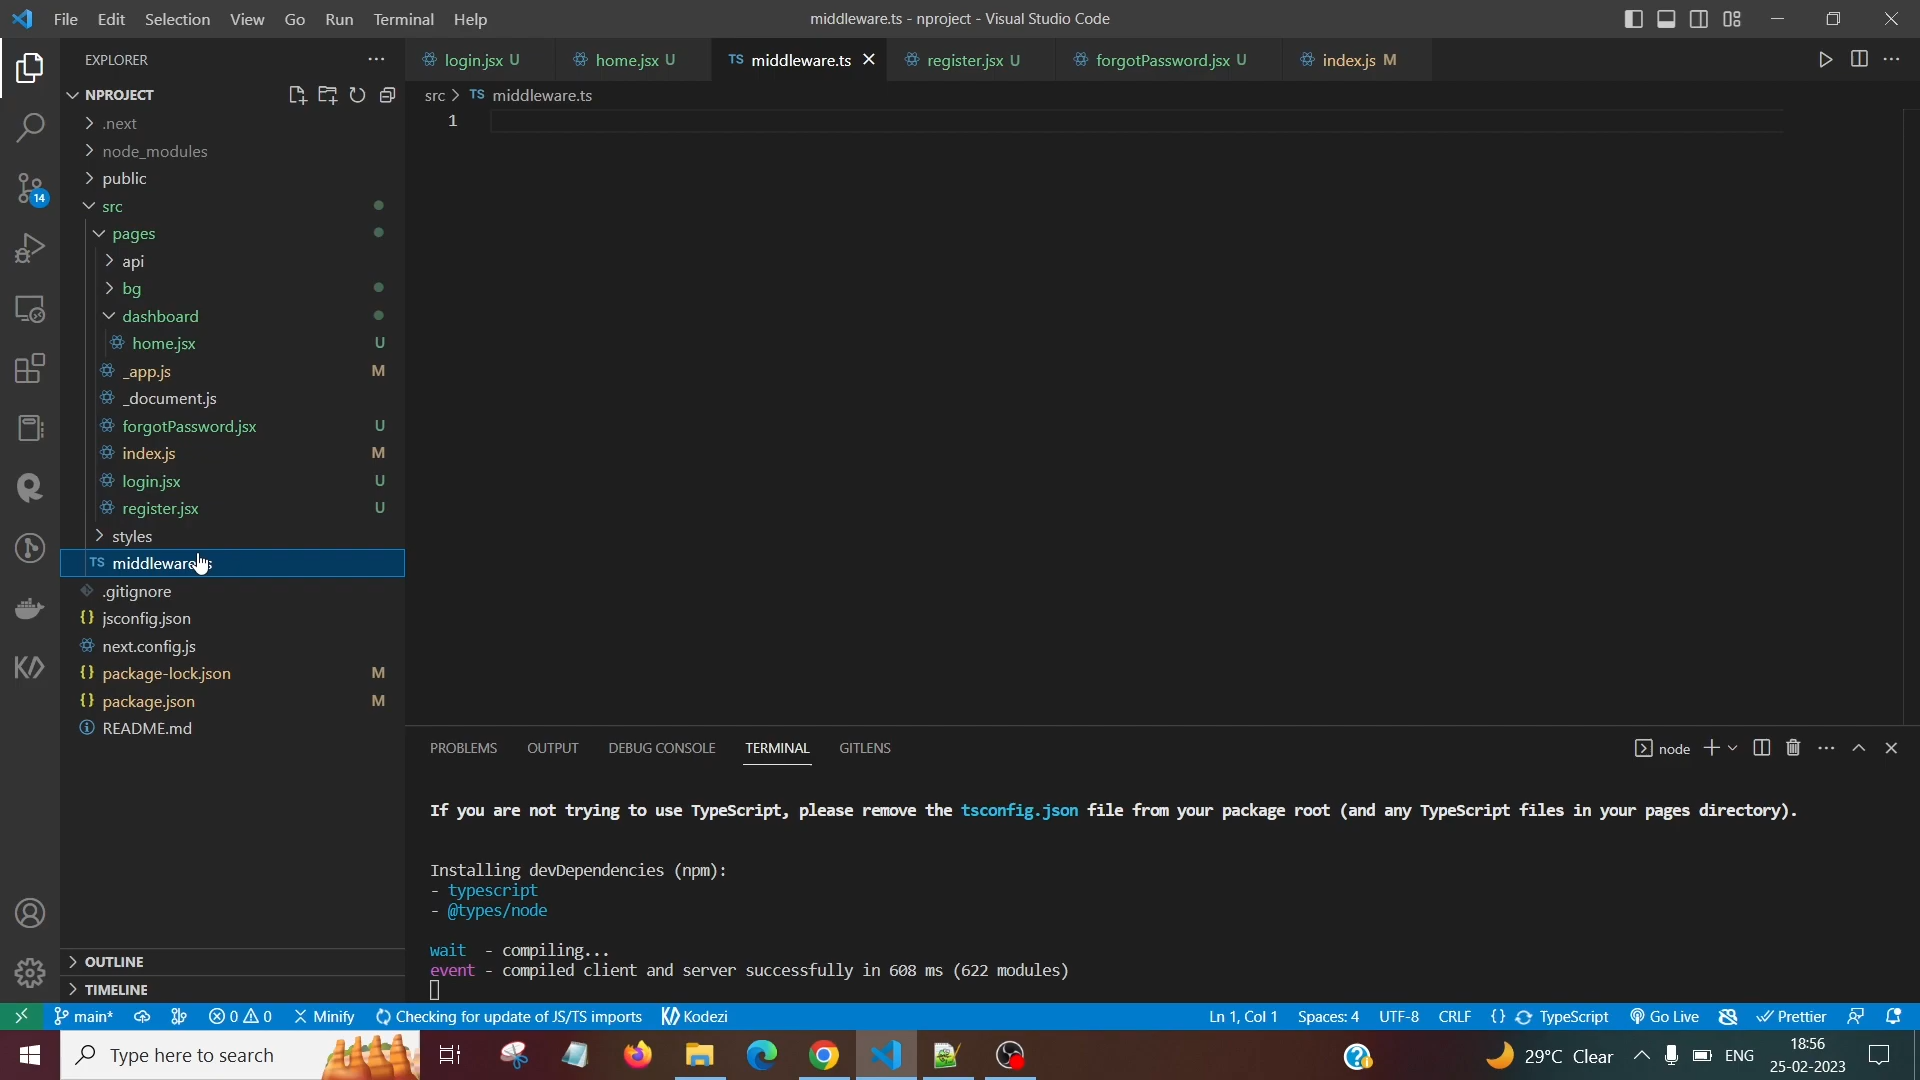 File Edit Selection View Go Run Terminal Help
middleware.ts - nproject - Visual Studio Code
EXPLORER
login.jsx U
home.jsx U
TS middleware.ts
register.jsx U
forgotPassword.jsx U
index.js M
NPROJECT
src > TS middleware.ts
1
.next
node_modules
public
src
pages
api
bg
dashboard
home.jsx U
_app.js M
_document.js
forgotPassword.jsx U
index.js M
login.jsx U
register.jsx U
styles
TS middleware.ts
.gitignore
{} jsconfig.json
next.config.js
{} package-lock.json M
{} package.json M
README.md
14
OUTLINE
TIMELINE
PROBLEMS OUTPUT DEBUG CONSOLE TERMINAL GITLENS
node
If you are not trying to use TypeScript, please remove the tsconfig.json file from your package root (and any TypeScript files in your pages directory).
Installing devDependencies (npm):
- typescript
- @types/node
wait - compiling...
event - compiled client and server successfully in 608 ms (622 modules)
main* 0 0 Minify Checking for update of JS/TS imports Kodezi
Ln 1, Col 1 Spaces: 4 UTF-8 CRLF {} TypeScript Go Live Prettier
Type here to search
29°C Clear
ENG
18:56
25-02-2023